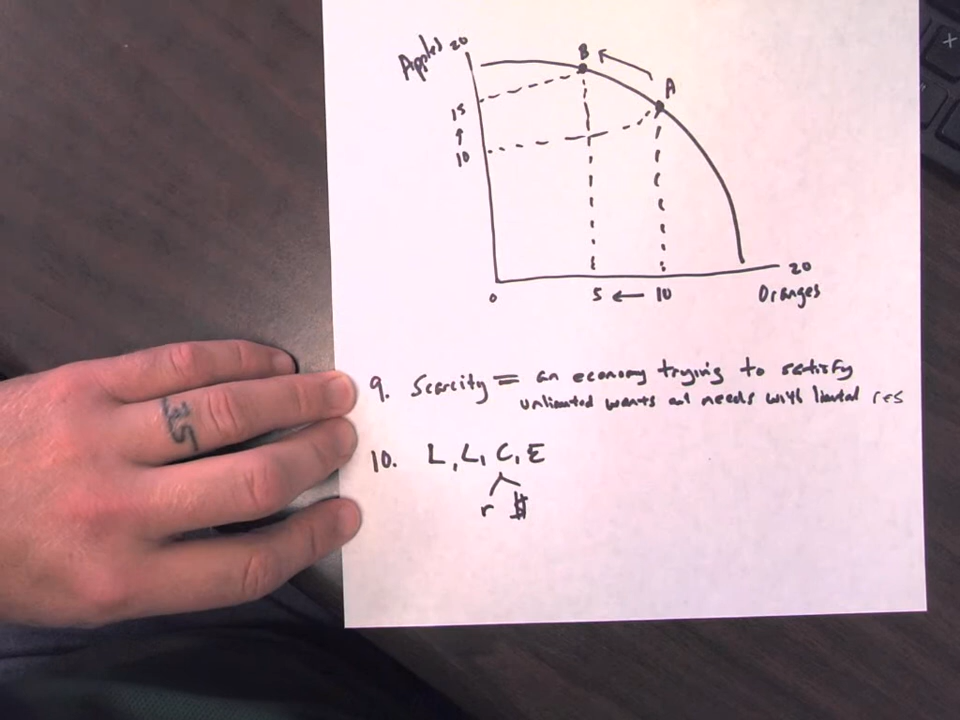 Apples 20
B
A
15
↑
10
20
0 5 ← 10 Oranges
9. Scarcity = an economy trying to satisfy
unlimited wants and needs with limited res
10. L, L, C, E
r $
35